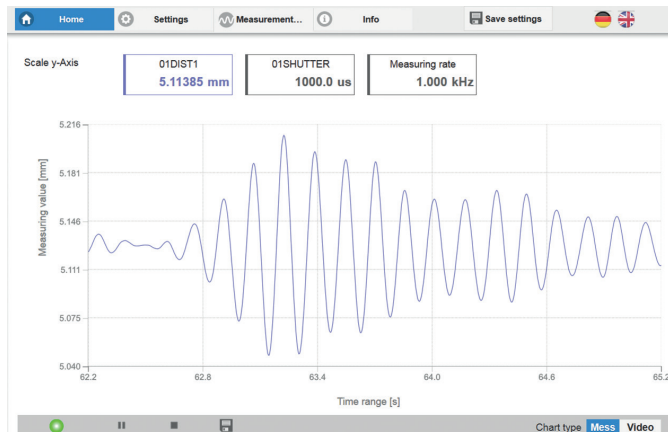 Home Settings Measurement... Info Save settings
Scale y-Axis 01DIST1 01SHUTTER Measuring rate
5.11385 mm 1000.0 us 1.000 kHz
5.216
5.181
5.146
5.111
5.075
5.040
Measuring value [mm]
62.2 62.8 63.4 64.0 64.6 65.2
Time range [s]
Chart type Mess Video